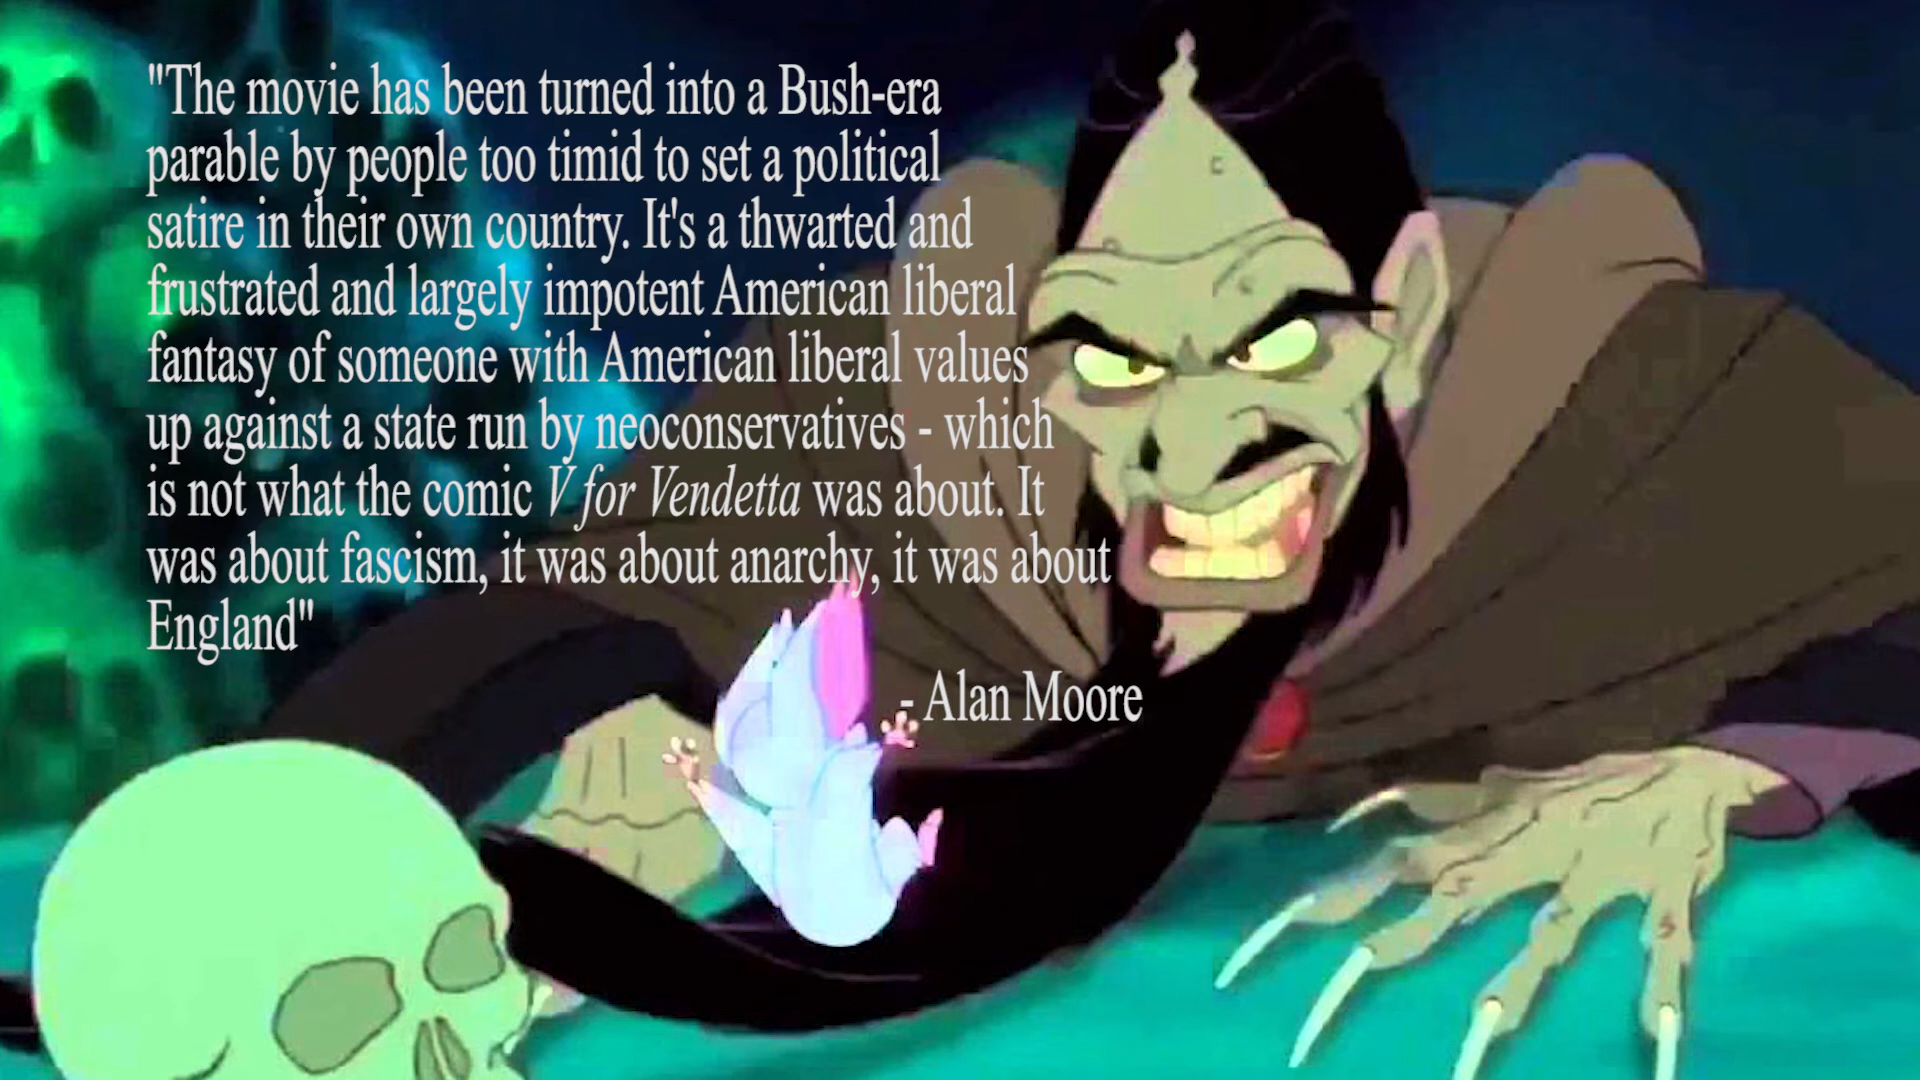 "The movie has been turned into a Bush-era
parable by people too timid to set a political
satire in their own country. It's a thwarted and
frustrated and largely impotent American liberal
fantasy of someone with American liberal values
up against a state run by neoconservatives - which
is not what the comic V for Vendetta was about. It
was about fascism, it was about anarchy, it was about
England"
- Alan Moore